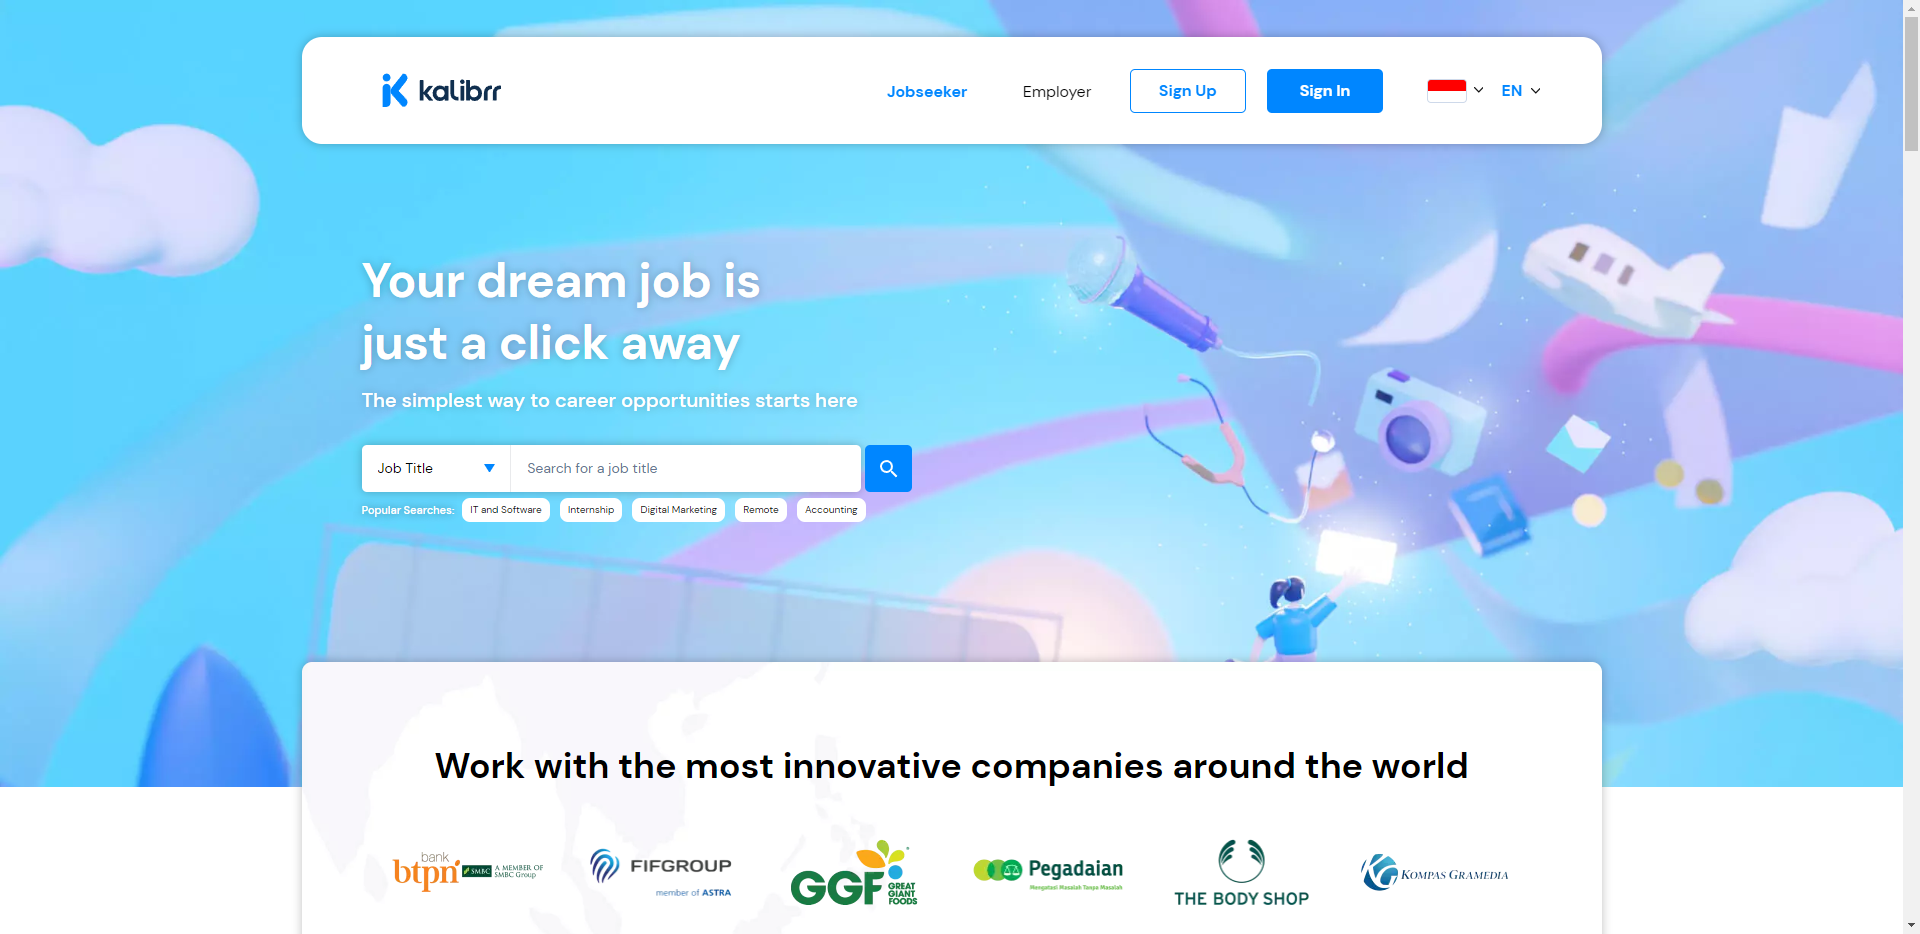 kalibrr
Jobseeker
Employer
Sign Up
Sign In
EN
Your dream job is
just a click away
The simplest way to career opportunities starts here
Job Title
Search for a job title
Popular Searches:
IT and Software
Internship
Digital Marketing
Remote
Accounting
Work with the most innovative companies around the world
bank
btpn
SMBC
A MEMBER OF
SMBC Group
FIFGROUP
member of ASTRA
GGF
GREAT
GIANT
FOODS
Pegadaian
Mengatasi Masalah Tanpa Masalah
THE BODY SHOP
KG
KOMPAS GRAMEDIA